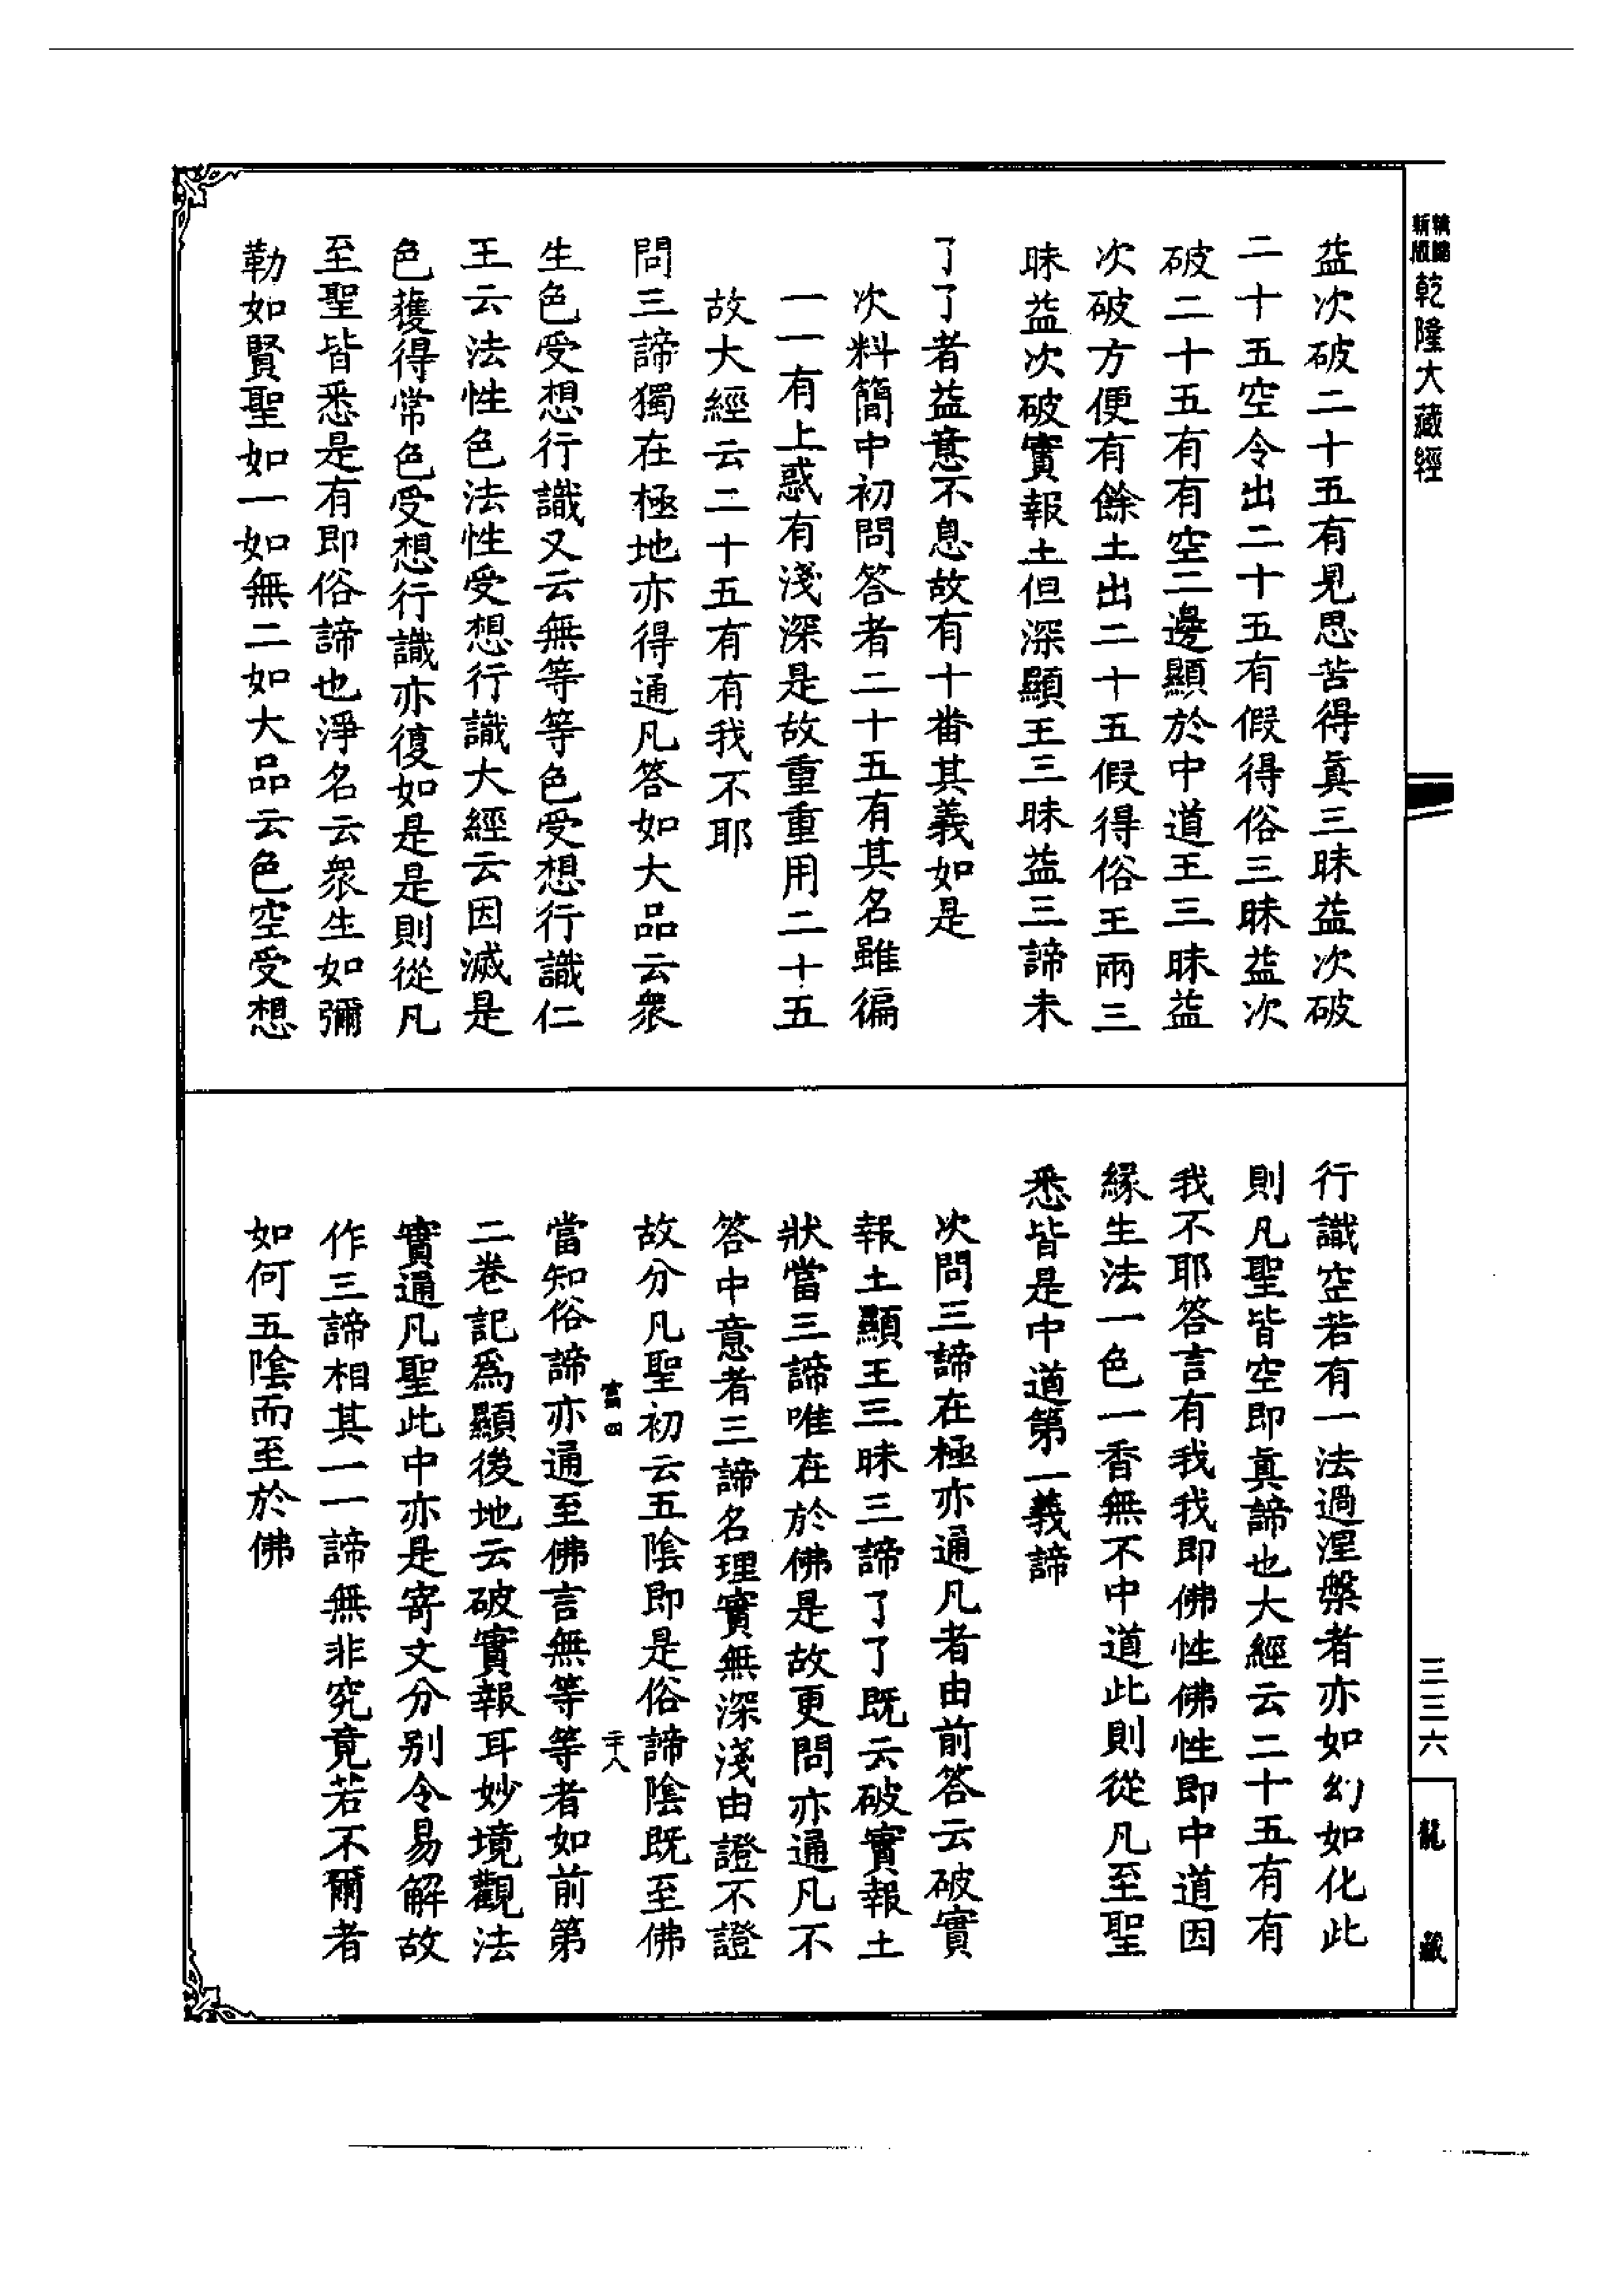 精編
新版
乾隆大藏經
益次破二十五有見思苦得眞三昧益次破
二十五空令出二十五有假得俗三昧益次
破二十五有有空二邊顯於中道王三昧益
次破方便有餘土出二十五假得俗王兩三
昧益次破實報土但深顯王三昧益三諦未
了了者益意不息故有十番其義如是
次料簡中初問答者二十五有其名雖徧
一一有上惑有淺深是故重重用二十五
故大經云二十五有有我不耶
問三諦獨在極地亦得通凡答如大品云衆
生色受想行識又云無等等色受想行識仁
王云法性色法性受想行識大經云因滅是
色獲得常色受想行識亦復如是是則從凡
至聖皆悉是有即俗諦也淨名云衆生如彌
勒如賢聖如一如無二如大品云色空受想
行識空若有一法過涅槃者亦如幻如化此
則凡聖皆空即眞諦也大經云二十五有有
我不耶答言有我我即佛性佛性即中道因
緣生法一色一香無不中道此則從凡至聖
悉皆是中道第一義諦
次問三諦在極亦通凡者由前答云破實
報土顯王三昧三諦了了既云破實報土
狀當三諦唯在於佛是故更問亦通凡不
答中意者三諦名理實無深淺由證不證
故分凡聖初云五陰即是俗諦陰既至佛
當知俗諦亦通至佛言無等等者如前第
二卷記爲顯後地云破實報耳妙境觀法
實通凡聖此中亦是寄文分别令易解故
作三諦相其一一諦無非究竟若不爾者
如何五陰而至於佛
三三六
龍藏